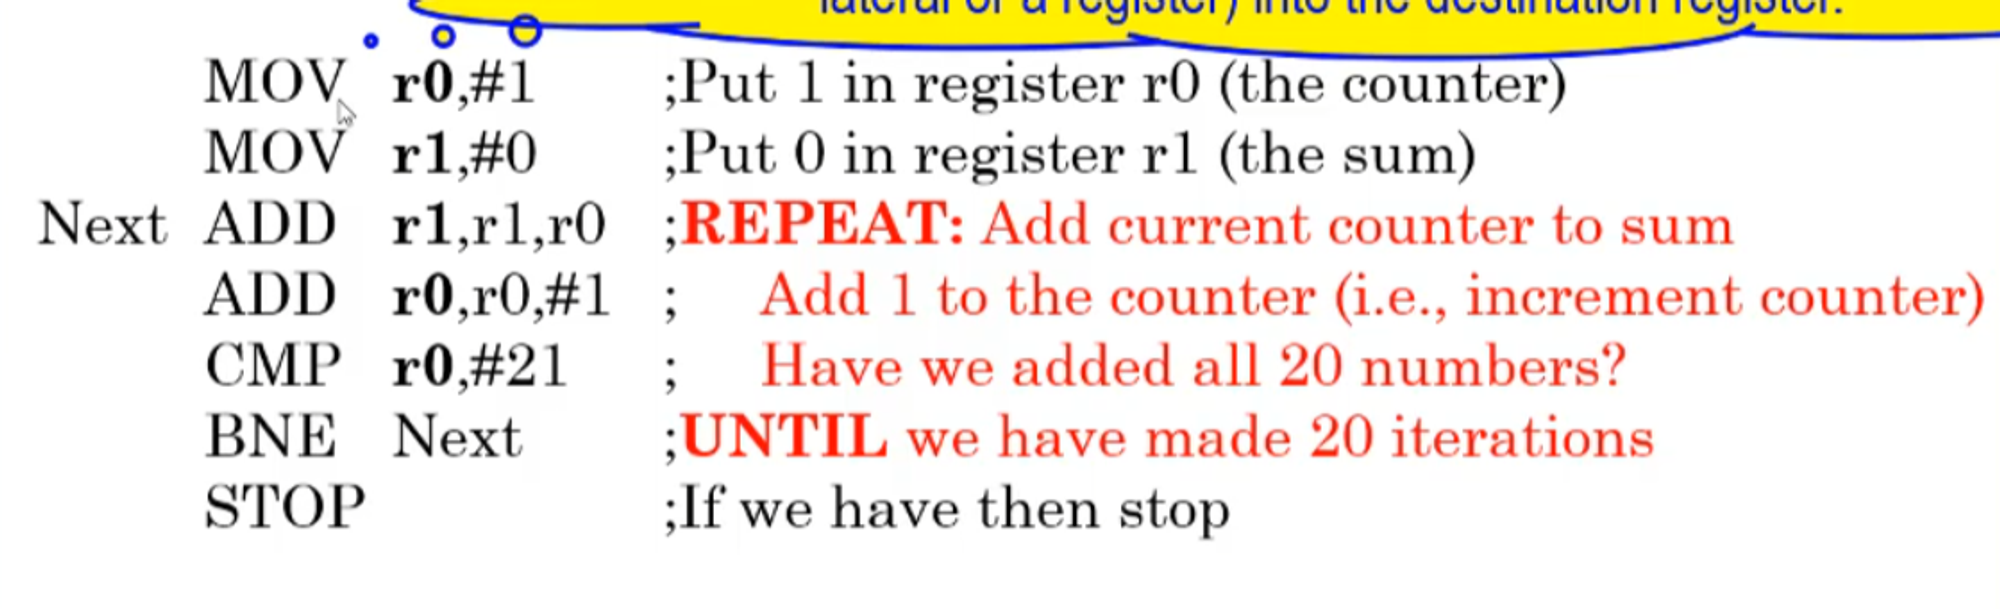 lateral or a register) into the destination register.
MOV r0,#1 ;Put 1 in register r0 (the counter)
MOV r1,#0 ;Put 0 in register r1 (the sum)
Next ADD r1,r1,r0 ;REPEAT: Add current counter to sum
ADD r0,r0,#1 ; Add 1 to the counter (i.e., increment counter)
CMP r0,#21 ; Have we added all 20 numbers?
BNE Next ;UNTIL we have made 20 iterations
STOP ;If we have then stop